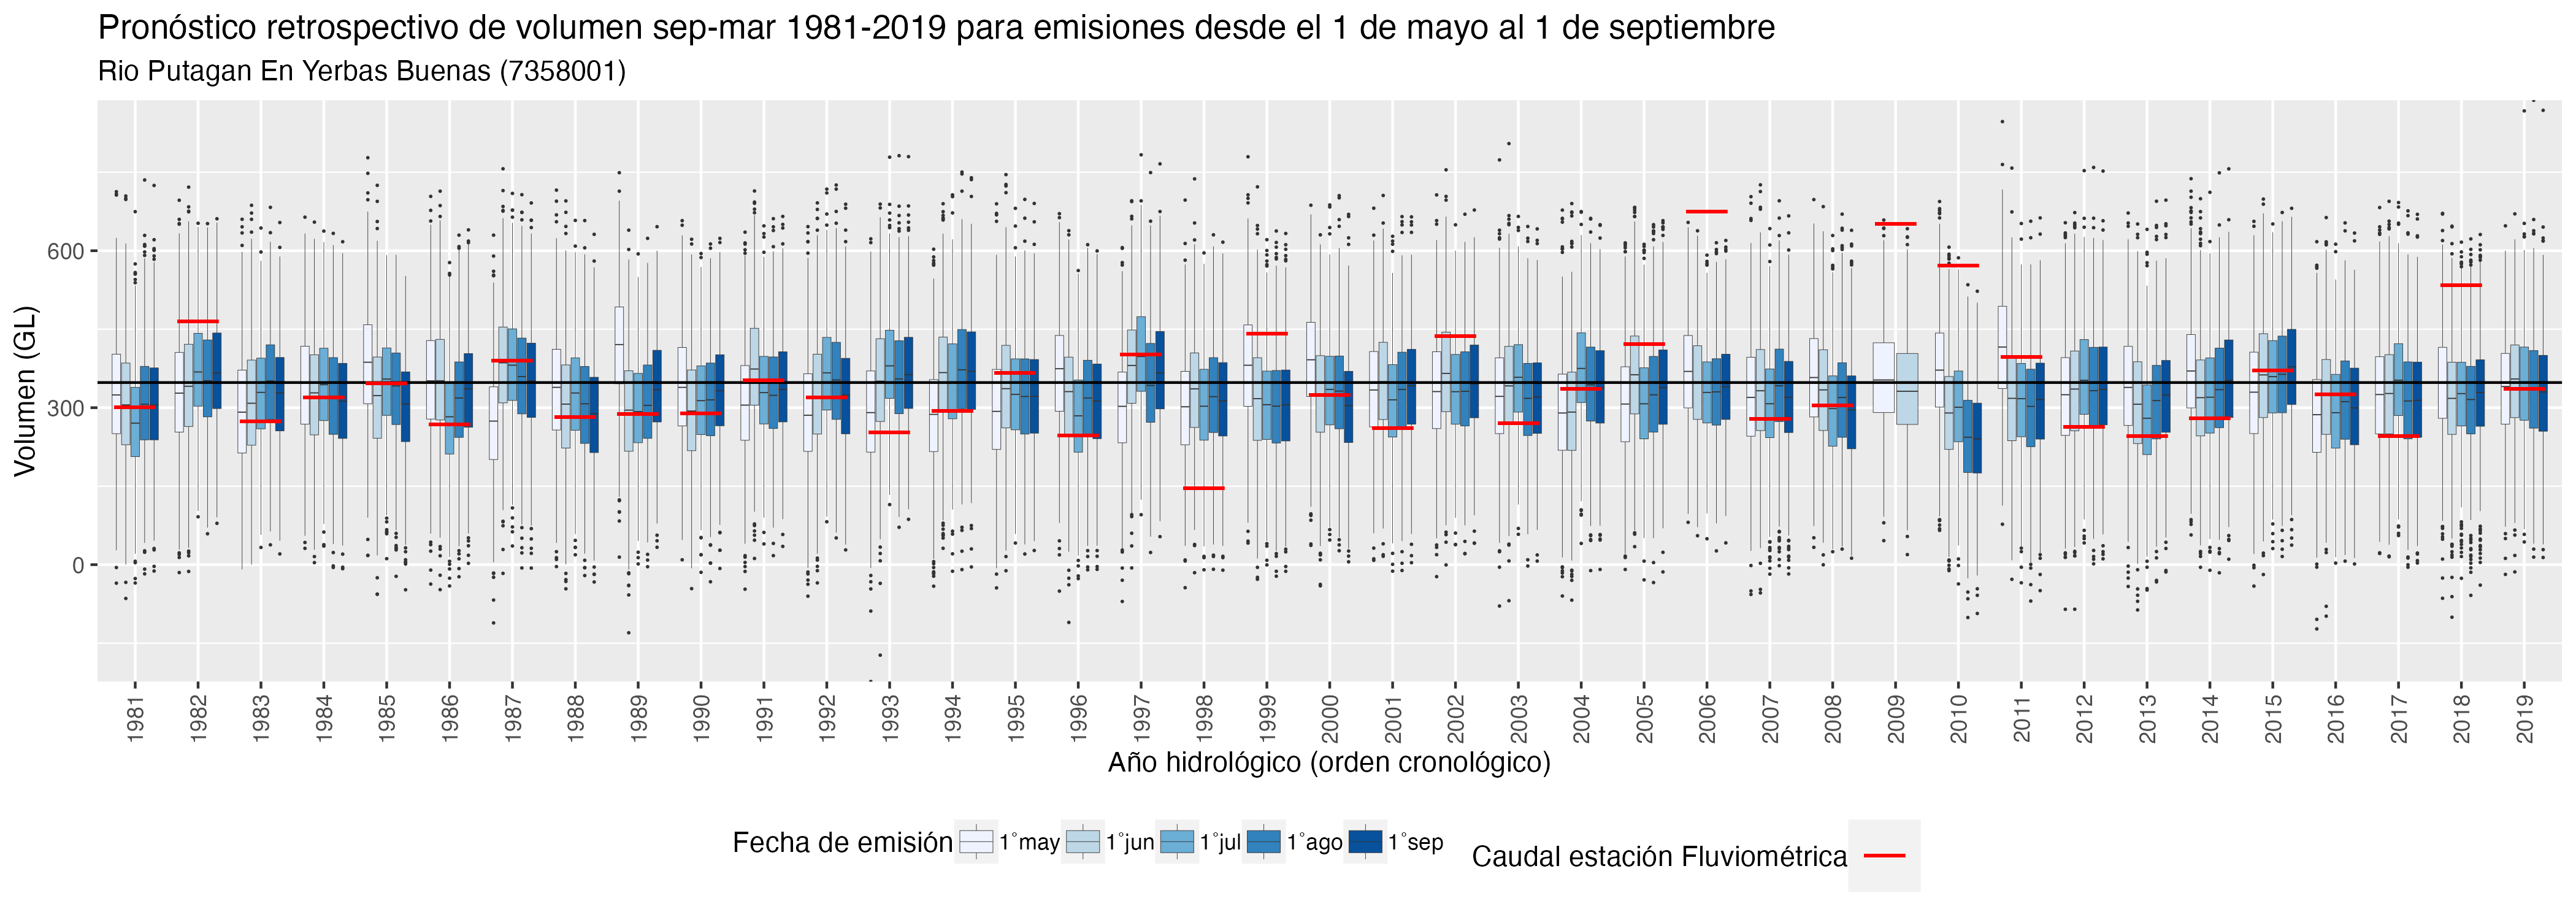 Pronóstico retrospectivo de volumen sep-mar 1981-2019 para emisiones desde el 1 de mayo al 1 de septiembre
Rio Putagan En Yerbas Buenas (7358001)
Volumen (GL)
600
300
0
1981 1982 1983 1984 1985 1986 1987 1988 1989 1990 1991 1992 1993 1994 1995 1996 1997 1998 1999 2000 2001 2002 2003 2004 2005 2006 2007 2008 2009 2010 2011 2012 2013 2014 2015 2016 2017 2018 2019
Año hidrológico (orden cronológico)
Fecha de emisión 1°may 1°jun 1°jul 1°ago 1°sep Caudal estación Fluviométrica